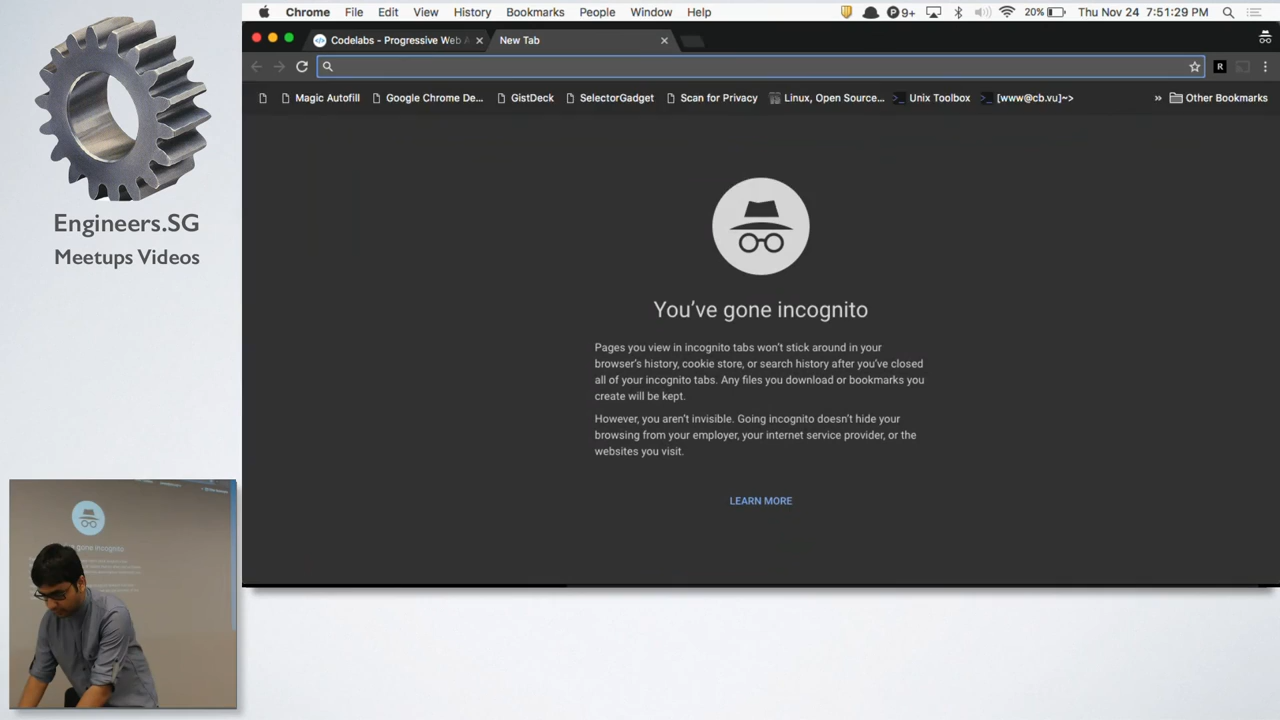 Chrome File Edit View History Bookmarks People Window Help 9+ 20% Thu Nov 24 7:51:29 PM
Codelabs - Progressive Web A
New Tab
R
Magic Autofill
Google Chrome De...
GistDeck
SelectorGadget
Scan for Privacy
Linux, Open Source...
Unix Toolbox
[www@cb.vu]~>
»
Other Bookmarks
Engineers.SG
Meetups Videos
You've gone incognito
Pages you view in incognito tabs won't stick around in your
browser's history, cookie store, or search history after you've closed
all of your incognito tabs. Any files you download or bookmarks you
create will be kept.
However, you aren't invisible. Going incognito doesn't hide your
browsing from your employer, your internet service provider, or the
websites you visit.
LEARN MORE
gone incognito